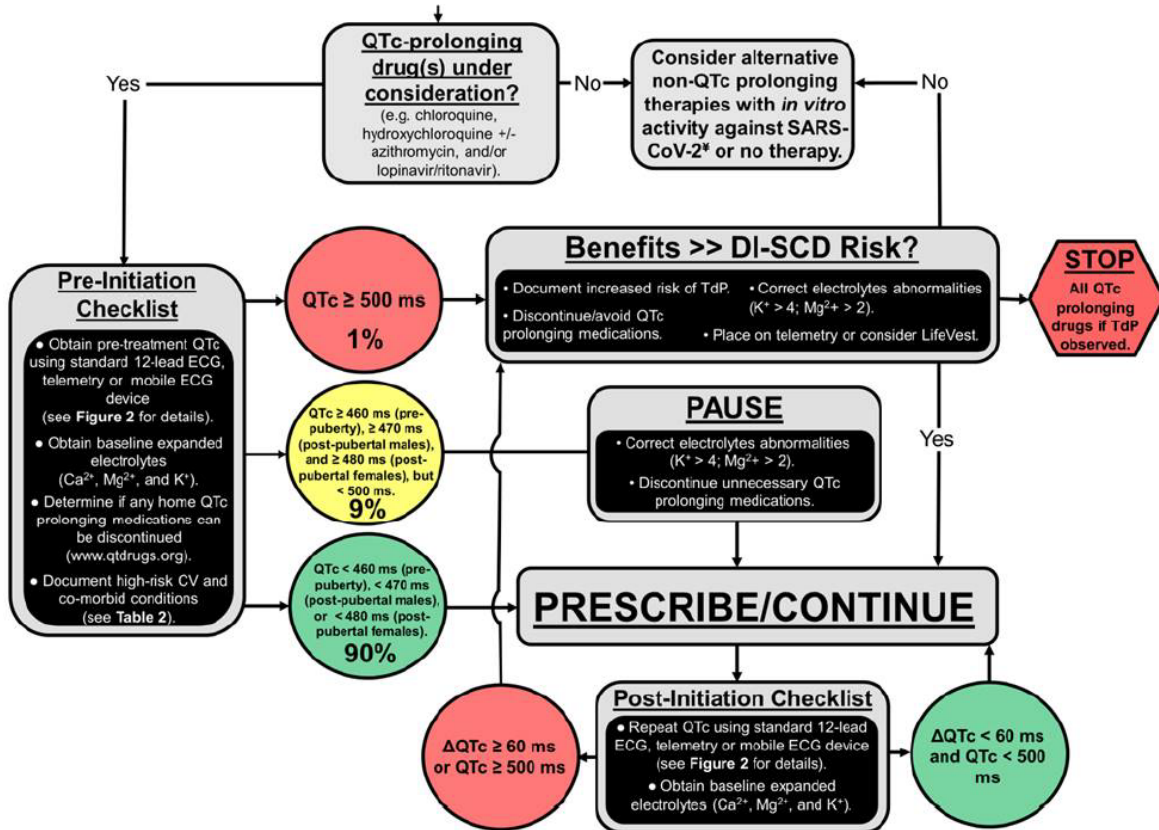 QTc-prolonging
drug(s) under
consideration?
(e.g. chloroquine,
hydroxychloroquine +/-
azithromycin, and/or
lopinavir/ritonavir).
Yes
No
Consider alternative
non-QTc prolonging
therapies with in vitro
activity against SARS-
CoV-2¥ or no therapy.
No
Pre-Initiation
Checklist
● Obtain pre-treatment QTc
using standard 12-lead ECG,
telemetry or mobile ECG
device
(see Figure 2 for details).
● Obtain baseline expanded
electrolytes
(Ca²⁺, Mg²⁺, and K⁺).
● Determine if any home QTc
prolonging medications can
be discontinued
(www.qtdrugs.org).
● Document high-risk CV and
co-morbid conditions
(see Table 2).
QTc ≥ 500 ms
1%
QTc ≥ 460 ms (pre-
puberty), ≥ 470 ms
(post-pubertal males),
and ≥ 480 ms (post-
pubertal females), but
< 500 ms.
9%
QTc < 460 ms (pre-
puberty), < 470 ms
(post-pubertal males),
or < 480 ms (post-
pubertal females).
90%
Benefits >> DI-SCD Risk?
• Document increased risk of TdP.
• Discontinue/avoid QTc
prolonging medications.
• Correct electrolytes abnormalities
(K⁺ > 4; Mg²+ > 2).
• Place on telemetry or consider LifeVest.
STOP
All QTc
prolonging
drugs if TdP
observed.
PAUSE
• Correct electrolytes abnormalities
(K⁺ > 4; Mg²+ > 2).
• Discontinue unnecessary QTc
prolonging medications.
Yes
PRESCRIBE/CONTINUE
Post-Initiation Checklist
● Repeat QTc using standard 12-lead
ECG, telemetry or mobile ECG device
(see Figure 2 for details).
● Obtain baseline expanded
electrolytes (Ca²⁺, Mg²⁺, and K⁺).
ΔQTc ≥ 60 ms
or QTc ≥ 500 ms
ΔQTc < 60 ms
and QTc < 500
ms